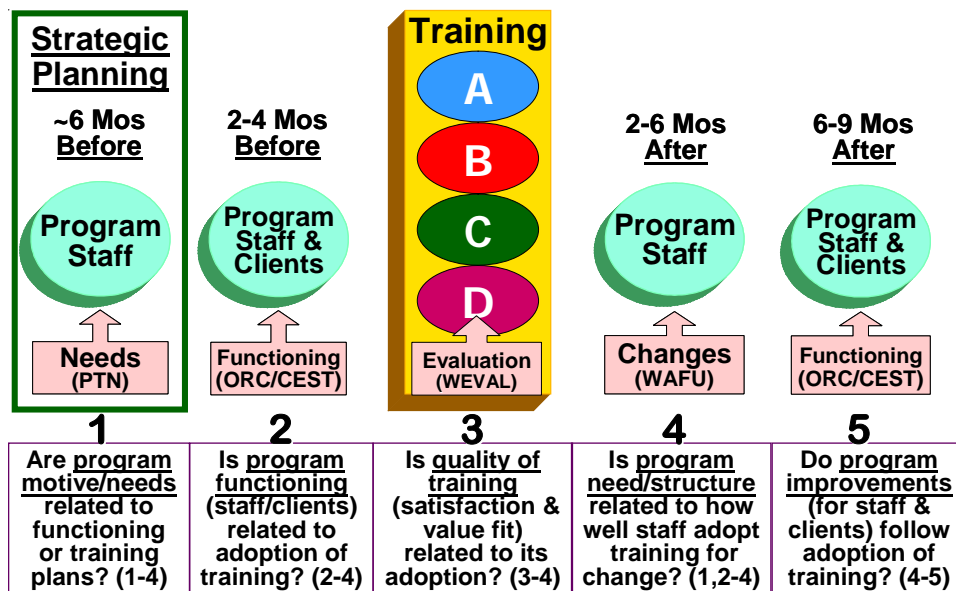 Strategic
Planning
~6 Mos
Before
Program
Staff
Needs
(PTN)
2-4 Mos
Before
Program
Staff &
Clients
Functioning
(ORC/CEST)
Training
A
B
C
D
Evaluation
(WEVAL)
2-6 Mos
After
Program
Staff
Changes
(WAFU)
6-9 Mos
After
Program
Staff &
Clients
Functioning
(ORC/CEST)
1
Are program
motive/needs
related to
functioning
or training
plans? (1-4)
2
Is program
functioning
(staff/clients)
related to
adoption of
training? (2-4)
3
Is quality of
training
(satisfaction &
value fit)
related to its
adoption? (3-4)
4
Is program
need/structure
related to how
well staff adopt
training for
change? (1,2-4)
5
Do program
improvements
(for staff &
clients) follow
adoption of
training? (4-5)